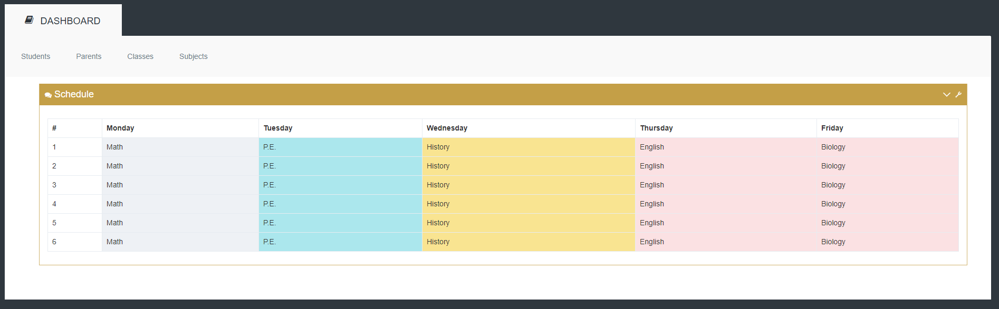 DASHBOARD
Students Parents Classes Subjects
Schedule
# Monday Tuesday Wednesday Thursday Friday
1 Math P.E. History English Biology
2 Math P.E. History English Biology
3 Math P.E. History English Biology
4 Math P.E. History English Biology
5 Math P.E. History English Biology
6 Math P.E. History English Biology